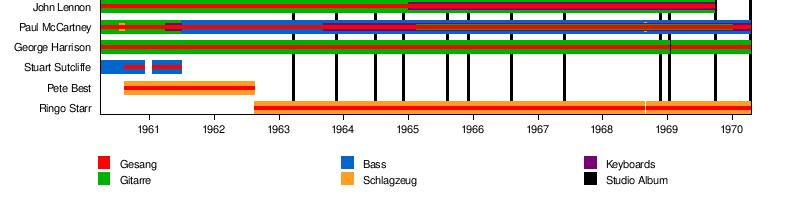 John Lennon
Paul McCartney
George Harrison
Stuart Sutcliffe
Pete Best
Ringo Starr
1961 1962 1963 1964 1965 1966 1967 1968 1969 1970
Gesang Bass Keyboards
Gitarre Schlagzeug Studio Album